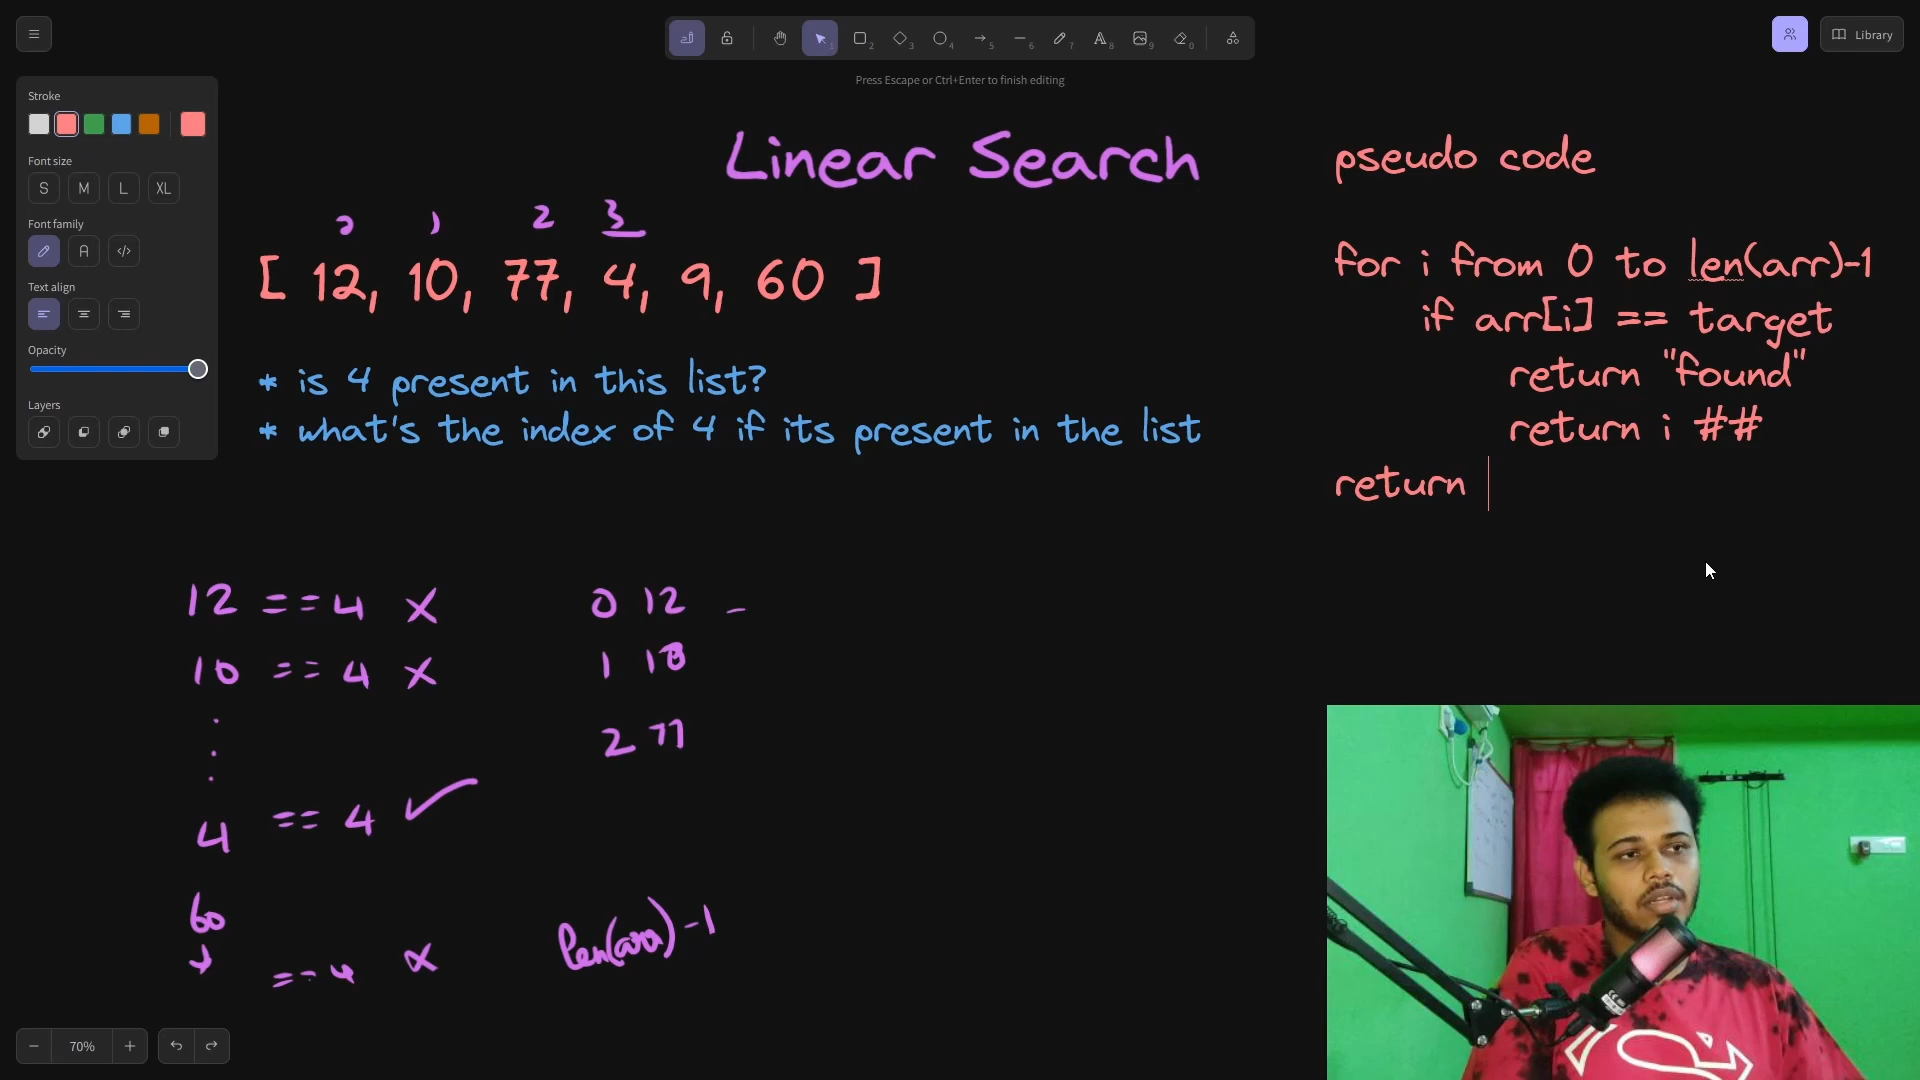 Library
Press Escape or Ctrl+Enter to finish editing
Stroke
Font size
S M L XL
Font family
A </>
Text align
Opacity
Layers
Linear Search
0 1 2 3
[ 12, 10, 77, 4, 9, 60 ]
* is 4 present in this list?
* what's the index of 4 if its present in the list
pseudo code
for i from 0 to len(arr)-1
if arr[i] == target
return "found"
return i ##
return
12 == 4 X
10 == 4 X
4 == 4 ✓
60
== 4 X
0 12 -
1 10
2 77
len(arr)-1
70%